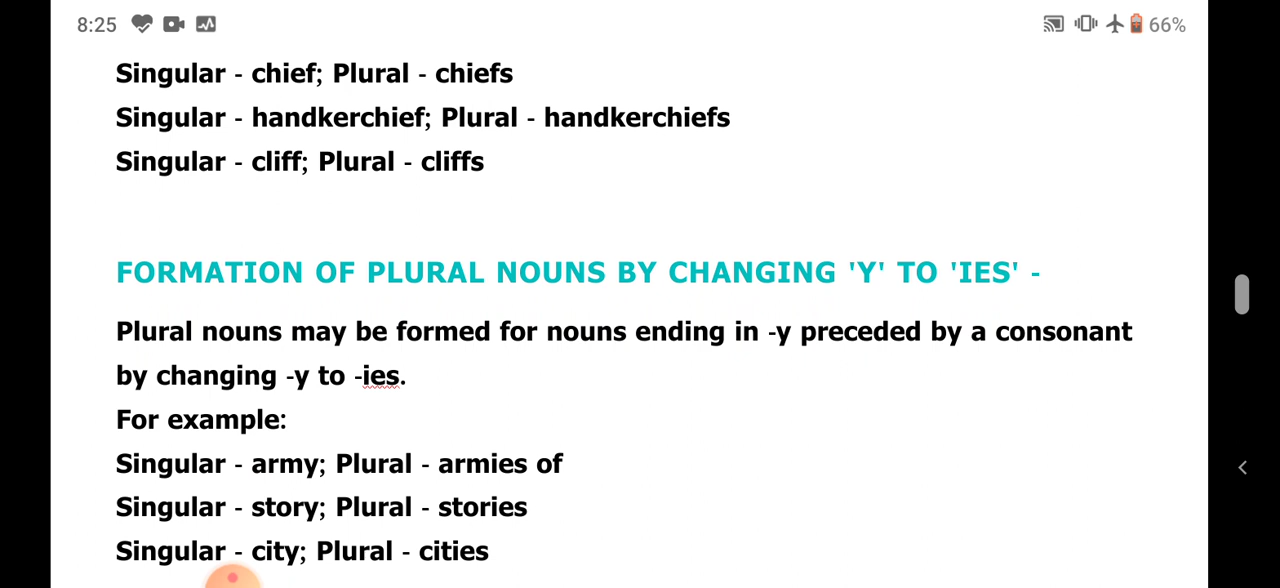 8:25 66%
Singular - chief; Plural - chiefs
Singular - handkerchief; Plural - handkerchiefs
Singular - cliff; Plural - cliffs
FORMATION OF PLURAL NOUNS BY CHANGING 'Y' TO 'IES' -
Plural nouns may be formed for nouns ending in -y preceded by a consonant
by changing -y to -ies.
For example:
Singular - army; Plural - armies of
Singular - story; Plural - stories
Singular - city; Plural - cities